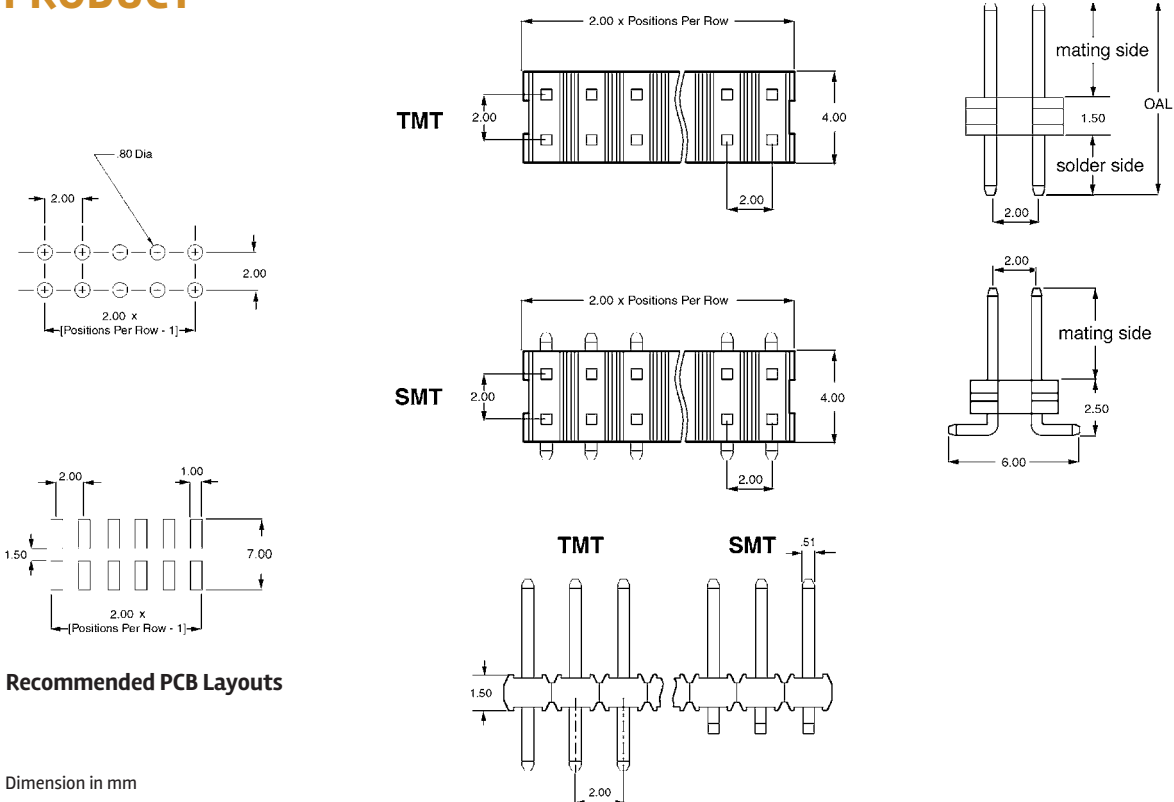 PRODUCT
2.00 x Positions Per Row
TMT
2.00
4.00
2.00
mating side
OAL
1.50
solder side
2.00
.80 Dia
2.00
2.00
2.00 x
[Positions Per Row - 1]
2.00 x Positions Per Row
SMT
2.00
4.00
2.00
2.00
mating side
2.50
6.00
2.00
1.00
1.50
7.00
2.00 x
[Positions Per Row - 1]
TMT
SMT
.51
1.50
2.00
Recommended PCB Layouts
Dimension in mm